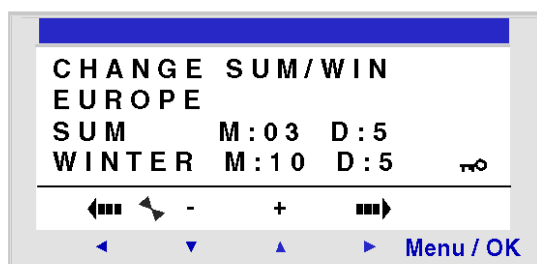 CHANGE SUM/WIN
EUROPE
SUM M:03 D:5
WINTER M:10 D:5
- +
Menu / OK